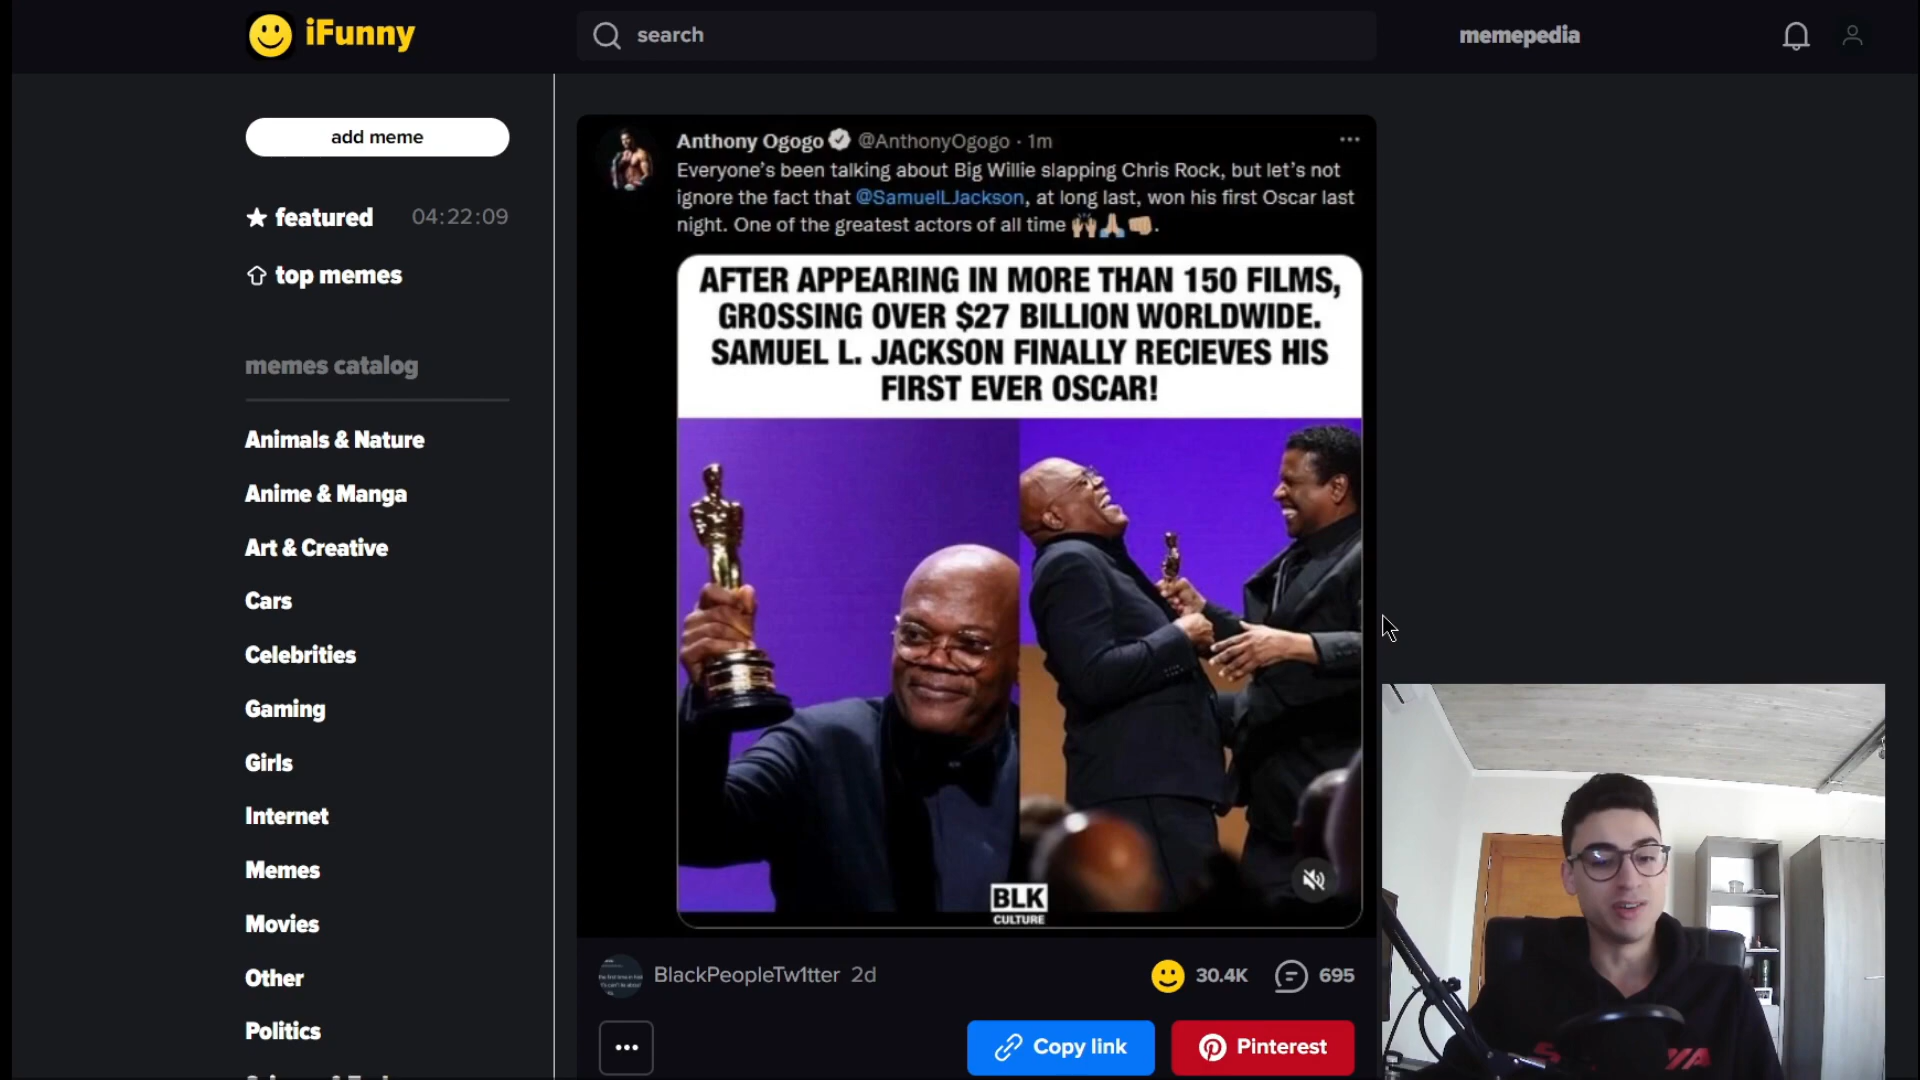 iFunny
search
memepedia
add meme
featured 04:22:09
top memes
memes catalog
Animals & Nature
Anime & Manga
Art & Creative
Cars
Celebrities
Gaming
Girls
Internet
Memes
Movies
Other
Politics
Anthony Ogogo @AnthonyOgogo · 1m
Everyone's been talking about Big Willie slapping Chris Rock, but let's not
ignore the fact that @SamuelLJackson, at long last, won his first Oscar last
night. One of the greatest actors of all time 🙌🏼🙏🏼👊🏼.
AFTER APPEARING IN MORE THAN 150 FILMS,
GROSSING OVER $27 BILLION WORLDWIDE.
SAMUEL L. JACKSON FINALLY RECIEVES HIS
FIRST EVER OSCAR!
BLK
CULTURE
BlackPeopleTw1tter 2d
30.4K 695
Copy link
Pinterest